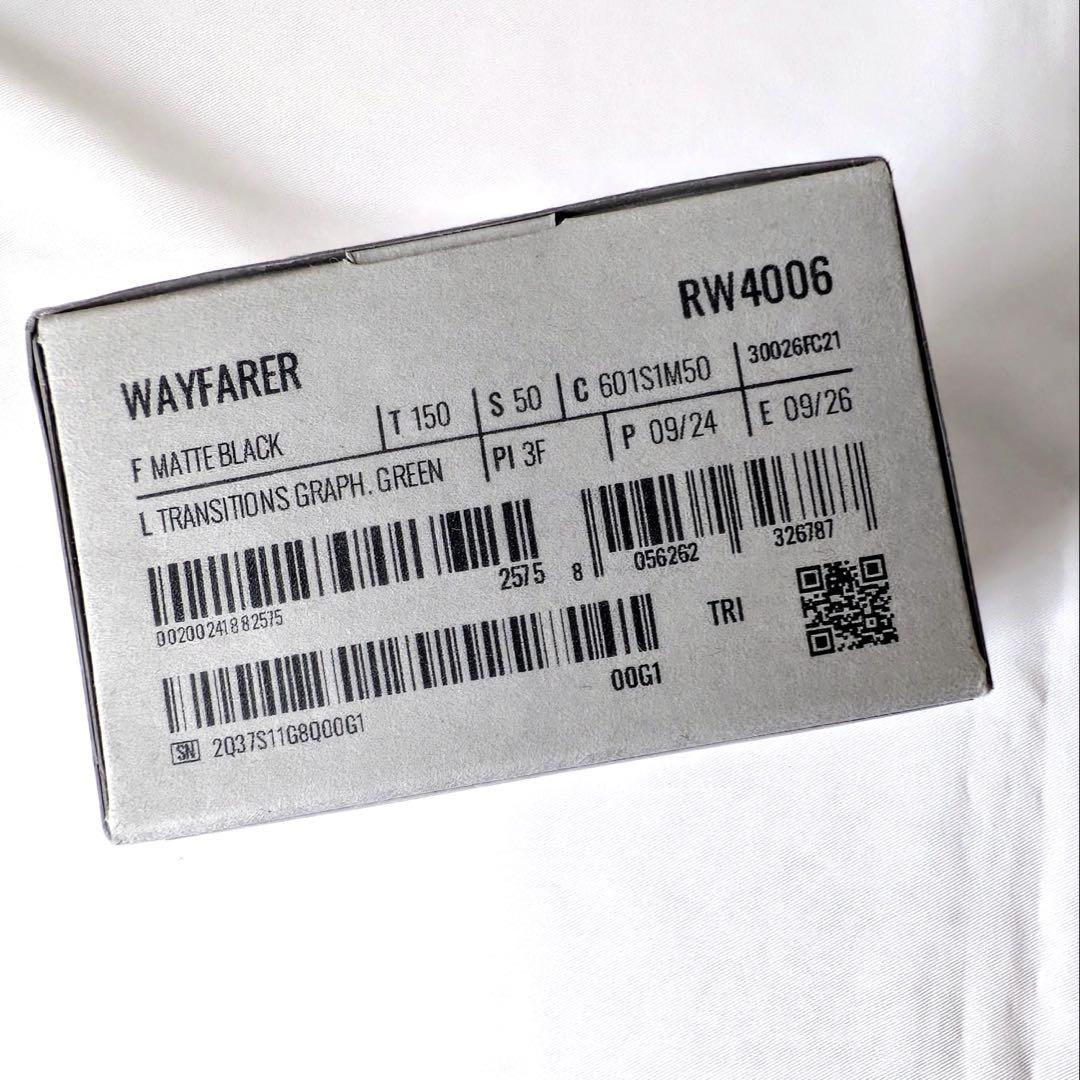 RW4006
WAYFARER
F MATTE BLACK T 150 S 50 C 601S1M50 30026FC21
L TRANSITIONS GRAPH. GREEN PI 3F P 09/24 E 09/26
2575 8 056262 326787
00200241882575
TRI
00G1
SN 2Q37S11G8Q00G1